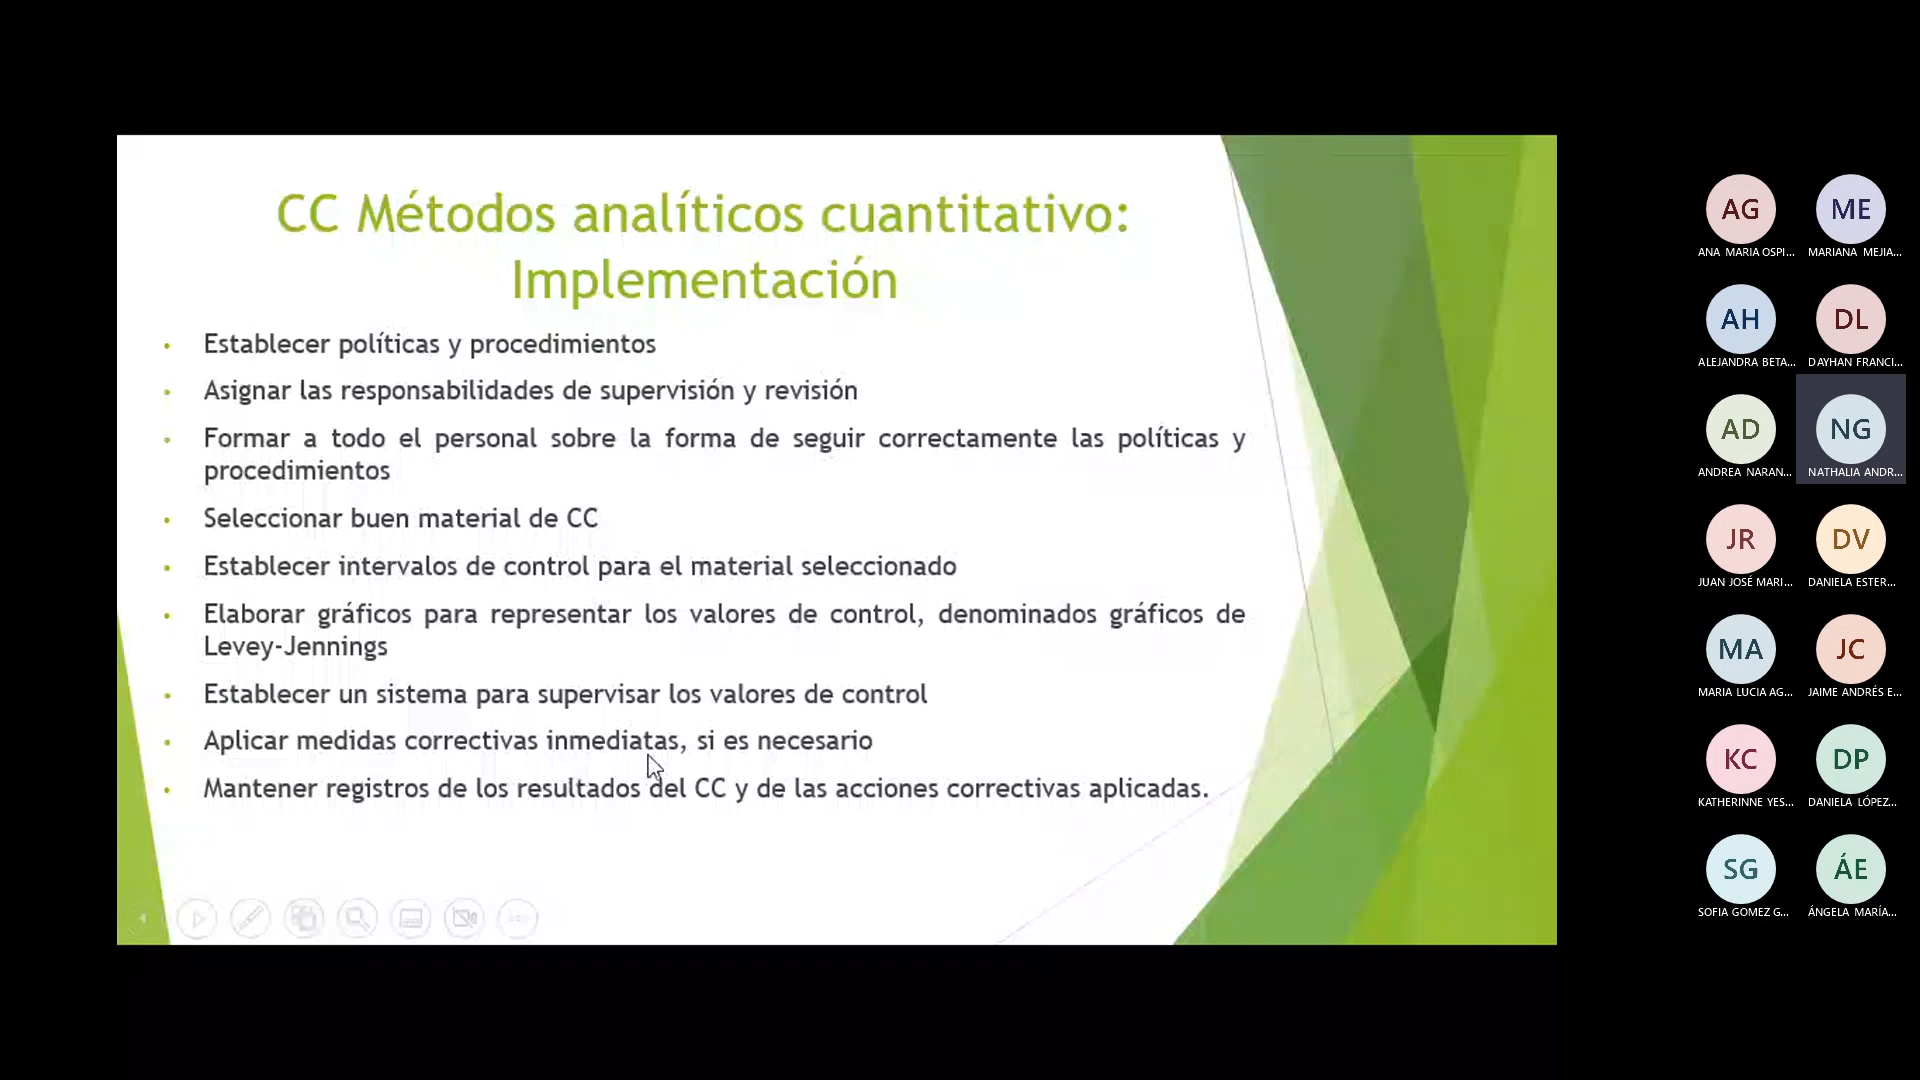 CC Métodos analíticos cuantitativo:
Implementación
• Establecer políticas y procedimientos
• Asignar las responsabilidades de supervisión y revisión
• Formar a todo el personal sobre la forma de seguir correctamente las políticas y
procedimientos
• Seleccionar buen material de CC
• Establecer intervalos de control para el material seleccionado
• Elaborar gráficos para representar los valores de control, denominados gráficos de
Levey-Jennings
• Establecer un sistema para supervisar los valores de control
• Aplicar medidas correctivas inmediatas, si es necesario
• Mantener registros de los resultados del CC y de las acciones correctivas aplicadas.
AG
ANA MARIA OSPI...
ME
MARIANA MEJIA...
AH
ALEJANDRA BETA...
DL
DAYHAN FRANCI...
AD
ANDREA NARAN...
NG
NATHALIA ANDR...
JR
JUAN JOSÉ MARI...
DV
DANIELA ESTER...
MA
MARIA LUCIA AG...
JC
JAIME ANDRÉS E...
KC
KATHERINNE YES...
DP
DANIELA LÓPEZ...
SG
SOFIA GOMEZ G...
ÁE
ÁNGELA MARÍA...